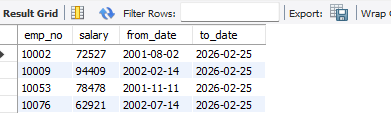 Result Grid Filter Rows: Export: Wrap C
emp_no salary from_date to_date
10002 72527 2001-08-02 2026-02-25
10009 94409 2002-02-14 2026-02-25
10053 78478 2001-11-11 2026-02-25
10076 62921 2002-07-14 2026-02-25